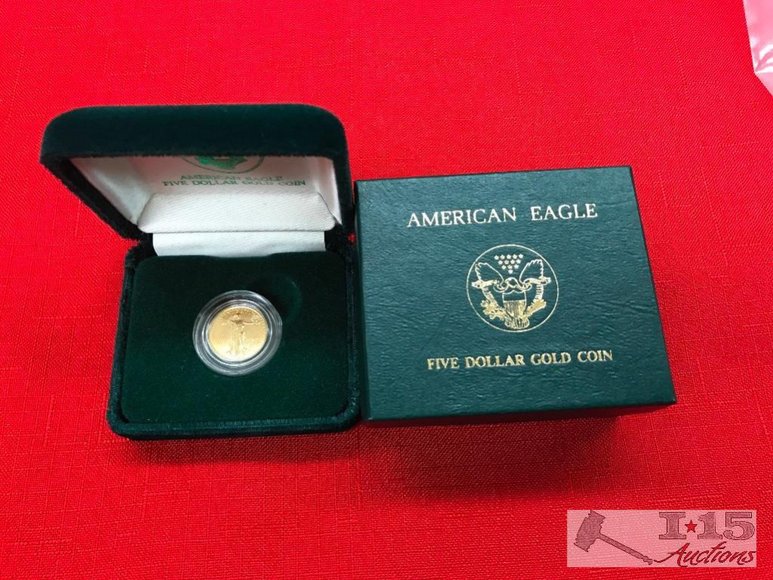 AMERICAN EAGLE
FIVE DOLLAR GOLD COIN
AMERICAN EAGLE
FIVE DOLLAR GOLD COIN
I★15
Auctions